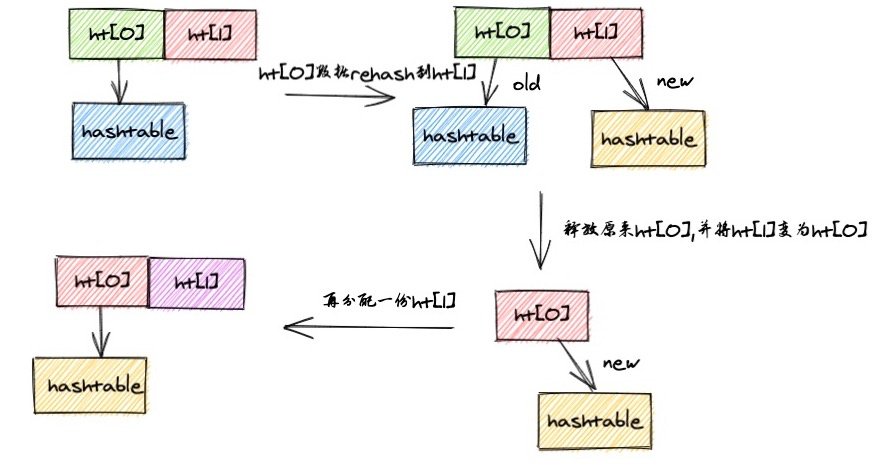 ht[0] ht[1]
hashtable
ht[0]数据rehash到ht[1]
ht[0] ht[1]
old
new
hashtable
hashtable
释放原来ht[0],并将ht[1]变为ht[0]
ht[0]
new
hashtable
再分配一份ht[1]
ht[0] ht[1]
hashtable